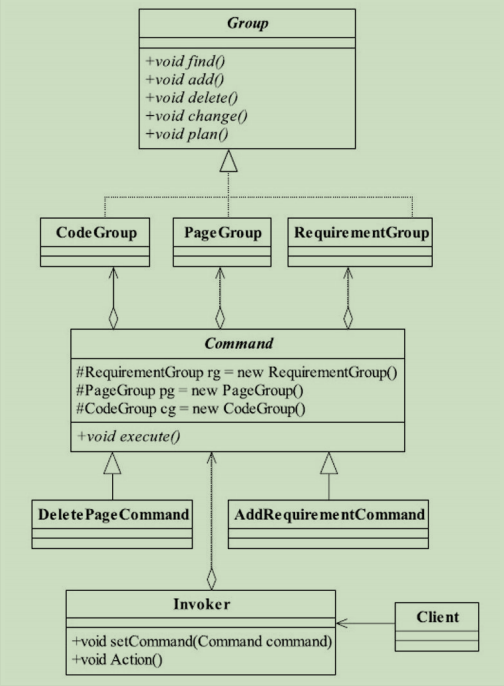 Group
+void find()
+void add()
+void delete()
+void change()
+void plan()
CodeGroup
PageGroup
RequirementGroup
Command
#RequirementGroup rg = new RequirementGroup()
#PageGroup pg = new PageGroup()
#CodeGroup cg = new CodeGroup()
+void execute()
DeletePageCommand
AddRequirementCommand
Invoker
+void setCommand(Command command)
+void Action()
Client